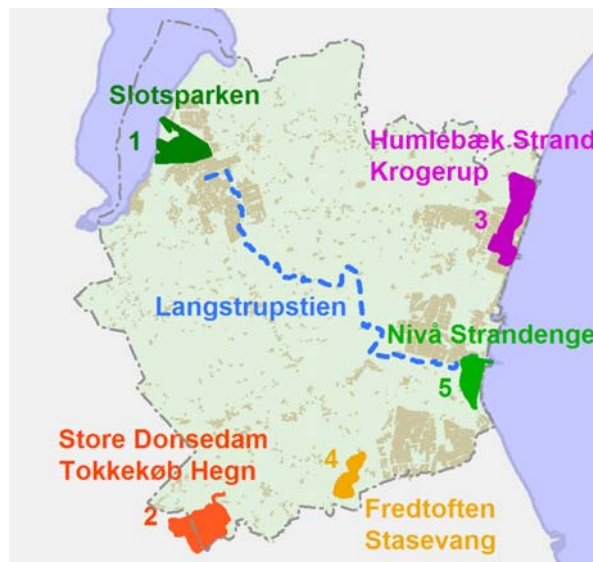 Slotsparken
1
Humlebæk Strand
Krogerup
3
Langstrupstien
Nivå Strandenge
5
Store Donsedam
Tokkekøb Hegn
4
2
Fredtoften
Stasevang